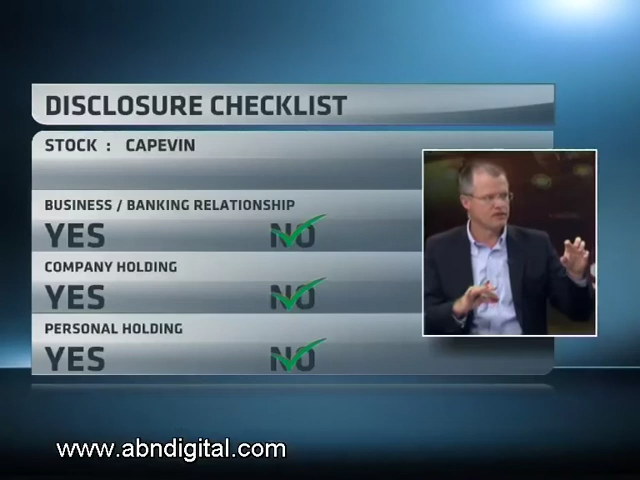 DISCLOSURE CHECKLIST
STOCK : CAPEVIN
BUSINESS / BANKING RELATIONSHIP
YES NO
COMPANY HOLDING
YES NO
PERSONAL HOLDING
YES NO
www.abndigital.com